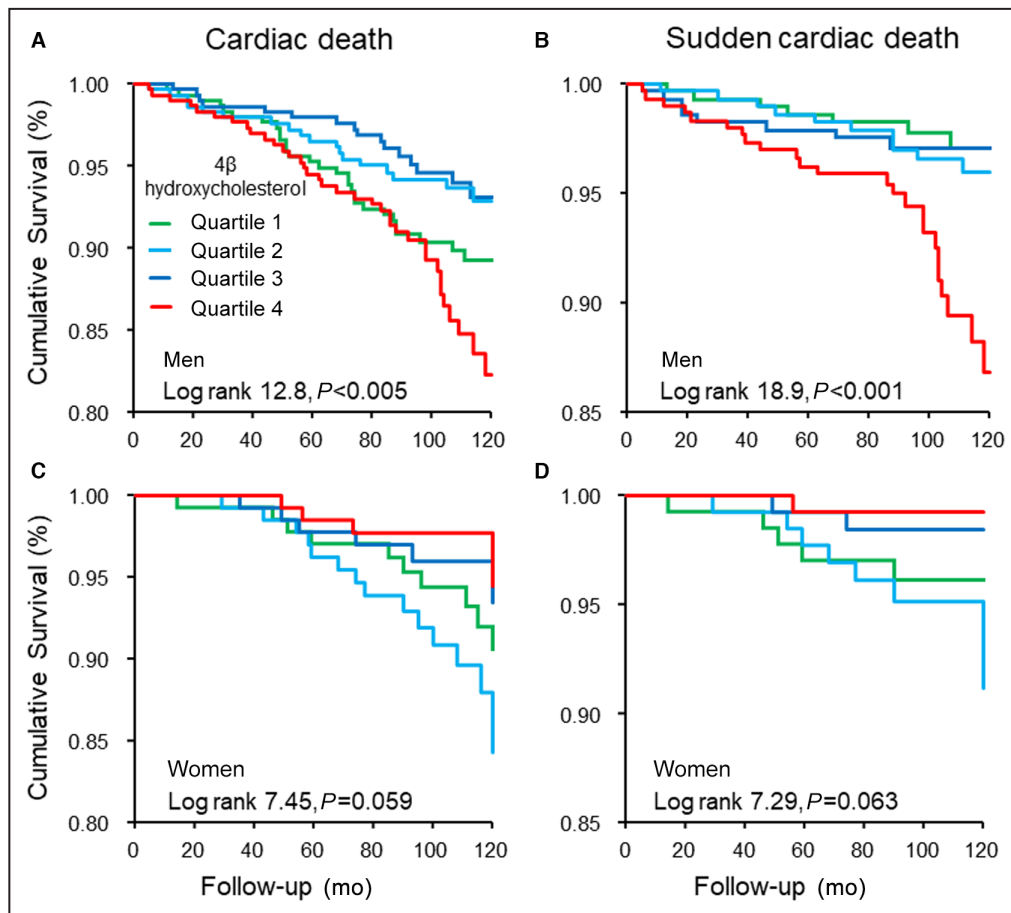 A
Cardiac death
B
Sudden cardiac death
Cumulative Survival (%)
1.00
0.95
0.90
0.85
0.80
4β
hydroxycholesterol
Quartile 1
Quartile 2
Quartile 3
Quartile 4
Men
Log rank 12.8, P<0.005
0 20 40 60 80 100 120
1.00
0.95
0.90
0.85
Men
Log rank 18.9, P<0.001
0 20 40 60 80 100 120
C
Cumulative Survival (%)
1.00
0.95
0.90
0.85
0.80
Women
Log rank 7.45, P=0.059
0 20 40 60 80 100 120
Follow-up (mo)
D
1.00
0.95
0.90
0.85
Women
Log rank 7.29, P=0.063
0 20 40 60 80 100 120
Follow-up (mo)